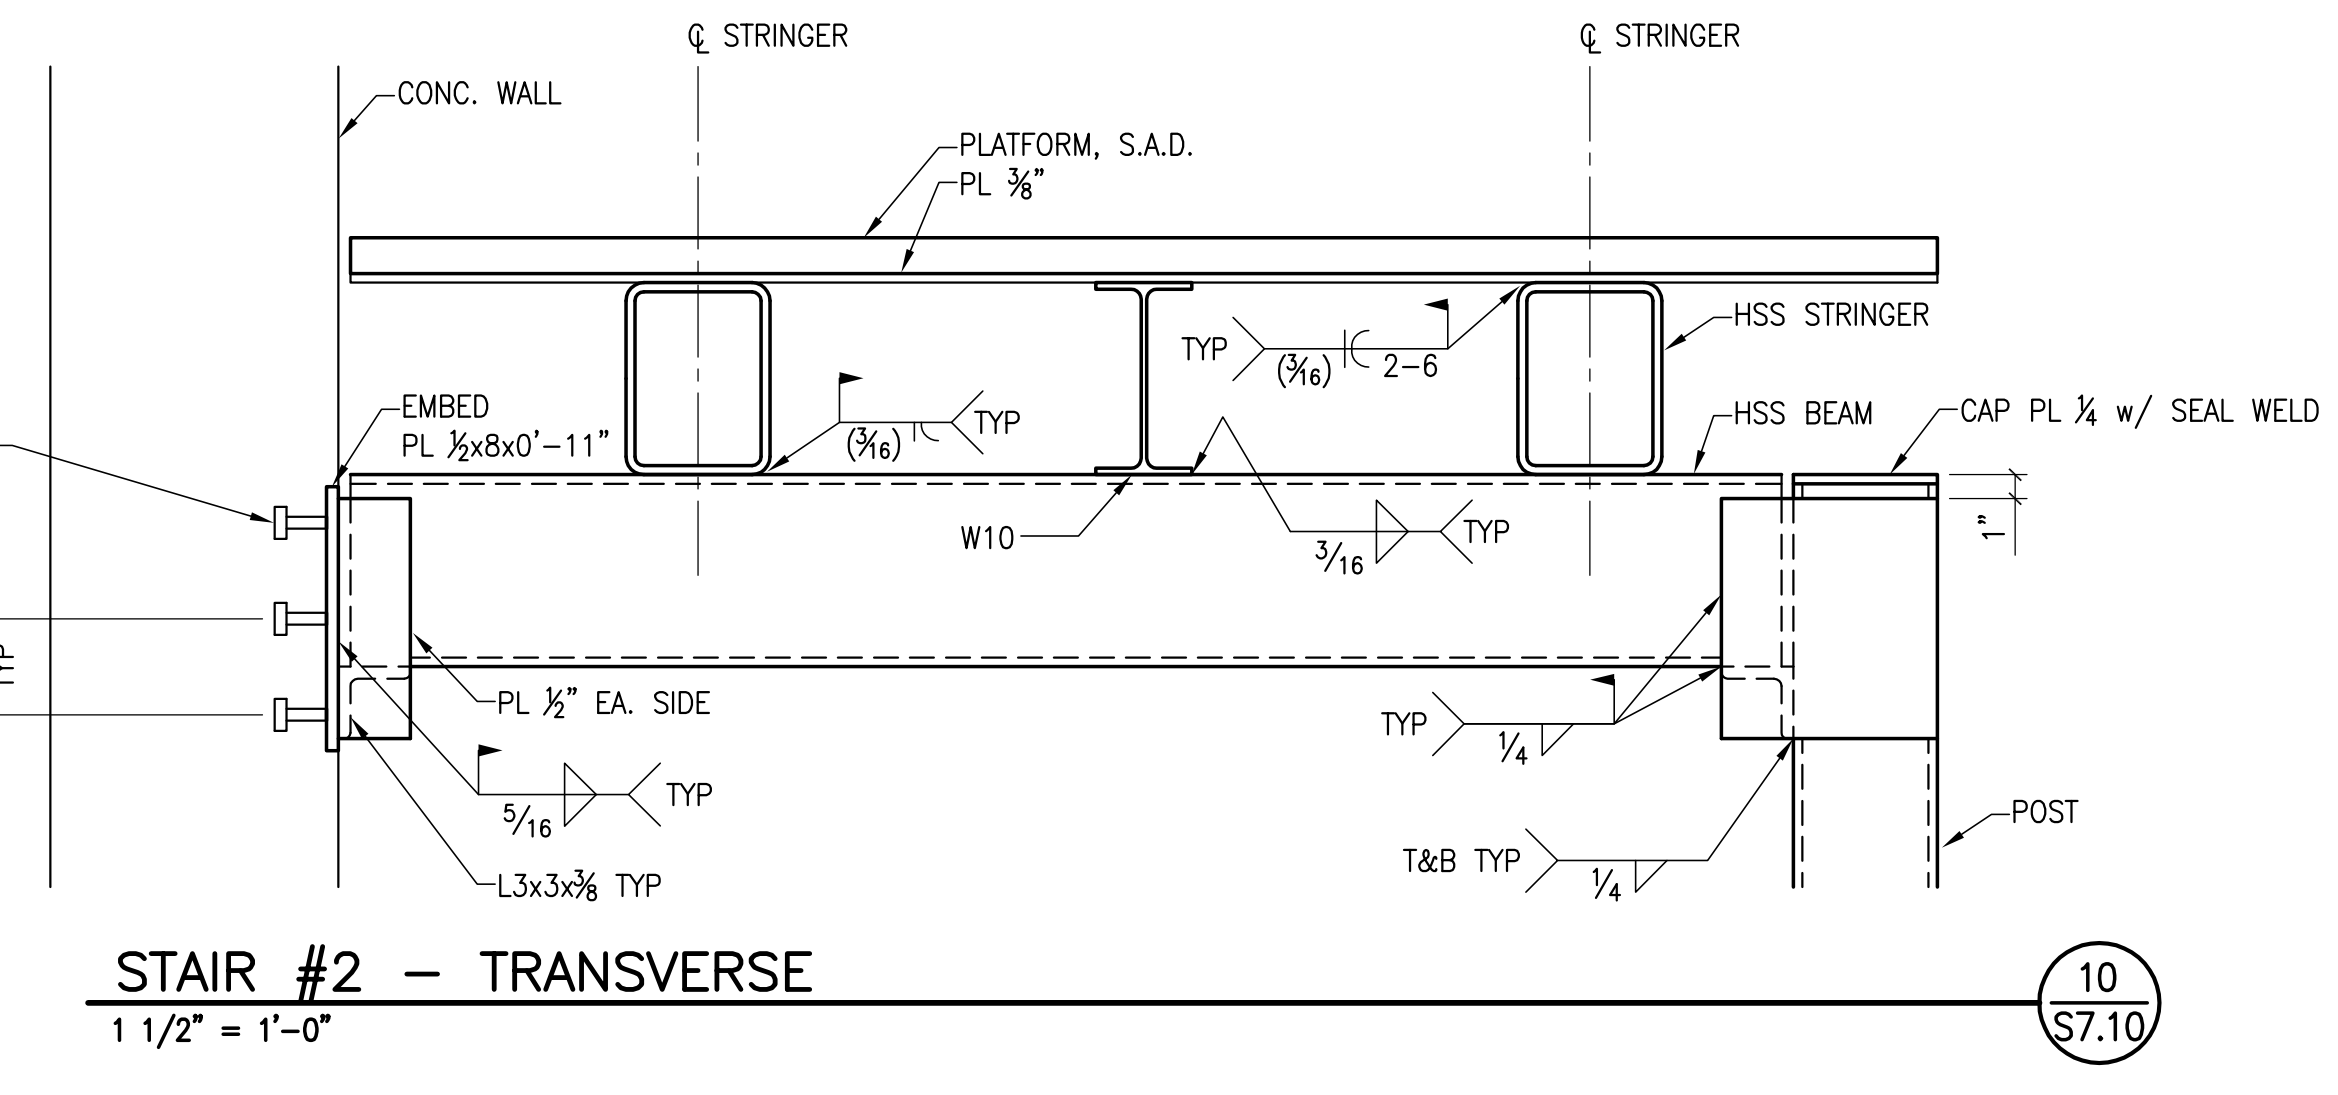 ℄ STRINGER
℄ STRINGER
CONC. WALL
PLATFORM, S.A.D.
PL 3/8"
HSS STRINGER
TYP
(3/16)
2-6
EMBED
PL 1/2x8x0'-11"
(3/16)
TYP
HSS BEAM
CAP PL 1/4 w/ SEAL WELD
W10
3/16
TYP
1"
TYP
PL 1/2" EA. SIDE
TYP
1/4
5/16
TYP
POST
T&B TYP
1/4
L3x3x3/8 TYP
STAIR #2 - TRANSVERSE
1 1/2" = 1'-0"
10
S7.10